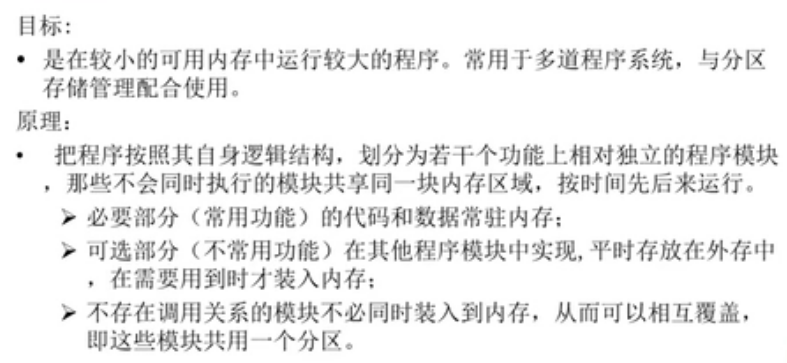 目标:
• 是在较小的可用内存中运行较大的程序。常用于多道程序系统，与分区
存储管理配合使用。
原理:
• 把程序按照其自身逻辑结构，划分为若干个功能上相对独立的程序模块
，那些不会同时执行的模块共享同一块内存区域，按时间先后来运行。
➢ 必要部分（常用功能）的代码和数据常驻内存；
➢ 可选部分（不常用功能）在其他程序模块中实现,平时存放在外存中
，在需要用到时才装入内存；
➢ 不存在调用关系的模块不必同时装入到内存，从而可以相互覆盖，
即这些模块共用一个分区。